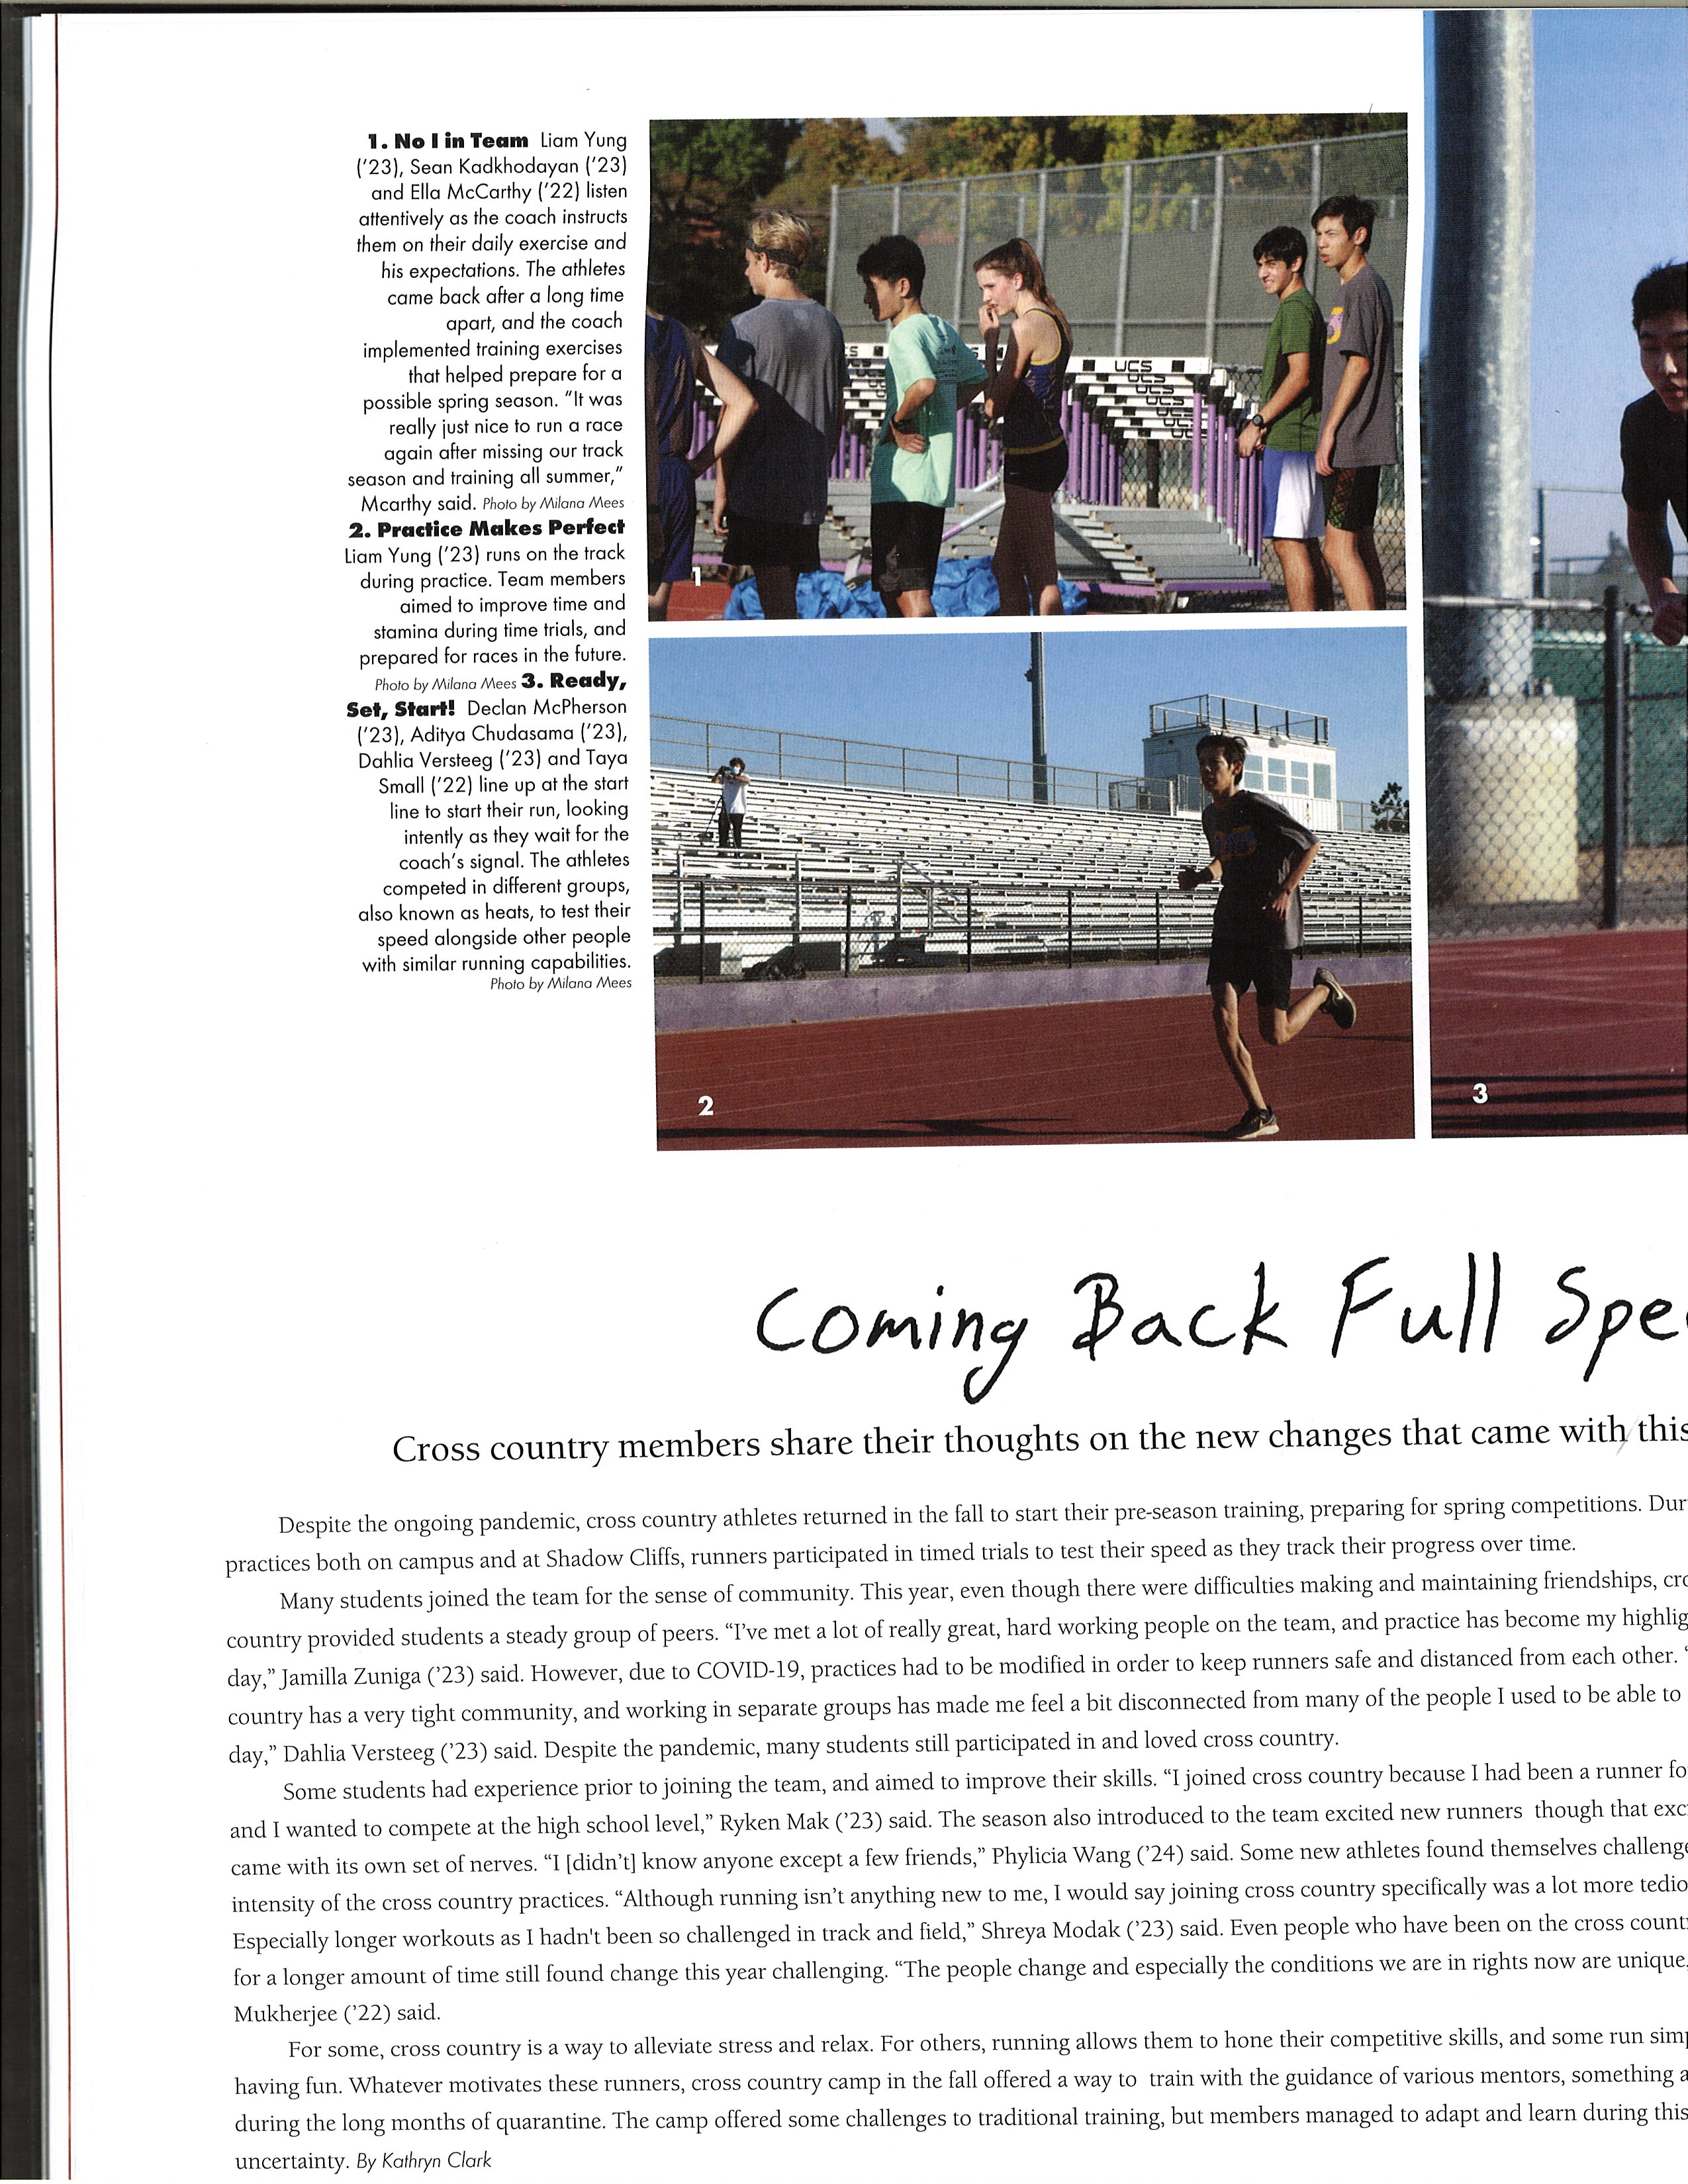 1. No I in Team Liam Yung
('23), Sean Kadkhodayan ('23)
and Ella McCarthy ('22) listen
attentively as the coach instructs
them on their daily exercise and
his expectations. The athletes
came back after a long time
apart, and the coach
implemented training exercises
that helped prepare for a
possible spring season. “It was
really just nice to run a race
again after missing our track
season and training all summer,”
Mcarthy said. Photo by Milana Mees
2. Practice Makes Perfect
Liam Yung ('23) runs on the track
during practice. Team members
aimed to improve time and
stamina during time trials, and
prepared for races in the future.
Photo by Milana Mees 3. Ready,
Set, Start! Declan McPherson
('23), Aditya Chudasama ('23),
Dahlia Versteeg ('23) and Taya
Small ('22) line up at the start
line to start their run, looking
intently as they wait for the
coach's signal. The athletes
competed in different groups,
also known as heats, to test their
speed alongside other people
with similar running capabilities.
Photo by Milana Mees
UCS
UCS
UCS
UCS
1
2
3
Coming Back Full Spe
Cross country members share their thoughts on the new changes that came with this
Despite the ongoing pandemic, cross country athletes returned in the fall to start their pre-season training, preparing for spring competitions. Dur
practices both on campus and at Shadow Cliffs, runners participated in timed trials to test their speed as they track their progress over time.
Many students joined the team for the sense of community. This year, even though there were difficulties making and maintaining friendships, cro
country provided students a steady group of peers. “I've met a lot of really great, hard working people on the team, and practice has become my highlig
day,” Jamilla Zuniga ('23) said. However, due to COVID-19, practices had to be modified in order to keep runners safe and distanced from each other. “
country has a very tight community, and working in separate groups has made me feel a bit disconnected from many of the people I used to be able to
day,” Dahlia Versteeg ('23) said. Despite the pandemic, many students still participated in and loved cross country.
Some students had experience prior to joining the team, and aimed to improve their skills. “I joined cross country because I had been a runner fo
and I wanted to compete at the high school level,” Ryken Mak ('23) said. The season also introduced to the team excited new runners though that exc
came with its own set of nerves. “I [didn't] know anyone except a few friends,” Phylicia Wang ('24) said. Some new athletes found themselves challenge
intensity of the cross country practices. “Although running isn't anything new to me, I would say joining cross country specifically was a lot more tedio
Especially longer workouts as I hadn't been so challenged in track and field,” Shreya Modak ('23) said. Even people who have been on the cross count
for a longer amount of time still found change this year challenging. “The people change and especially the conditions we are in rights now are unique,
Mukherjee ('22) said.
For some, cross country is a way to alleviate stress and relax. For others, running allows them to hone their competitive skills, and some run simp
having fun. Whatever motivates these runners, cross country camp in the fall offered a way to train with the guidance of various mentors, something a
during the long months of quarantine. The camp offered some challenges to traditional training, but members managed to adapt and learn during this
uncertainty. By Kathryn Clark